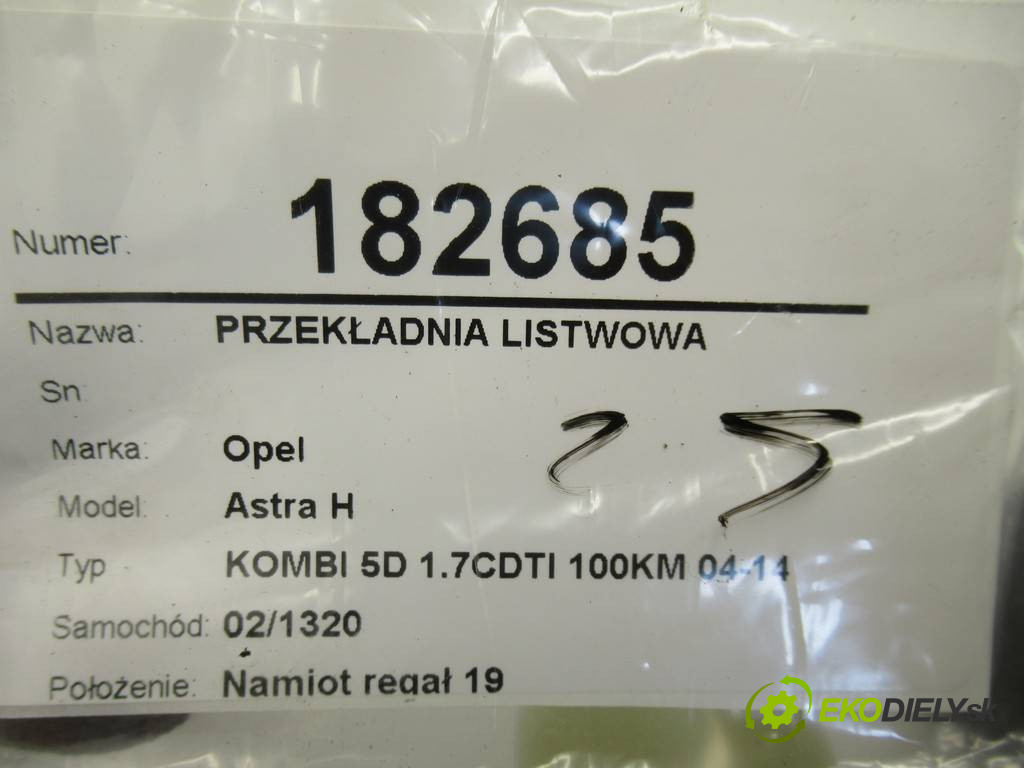 Numer: 182685
Nazwa: PRZEKŁADNIA LISTWOWA
Sn:
Marka: Opel
Model: Astra H
Typ KOMBI 5D 1.7CDTI 100KM 04-14
Samochód: 02/1320
Położenie: Namiot regał 19
EKODIELY.sk